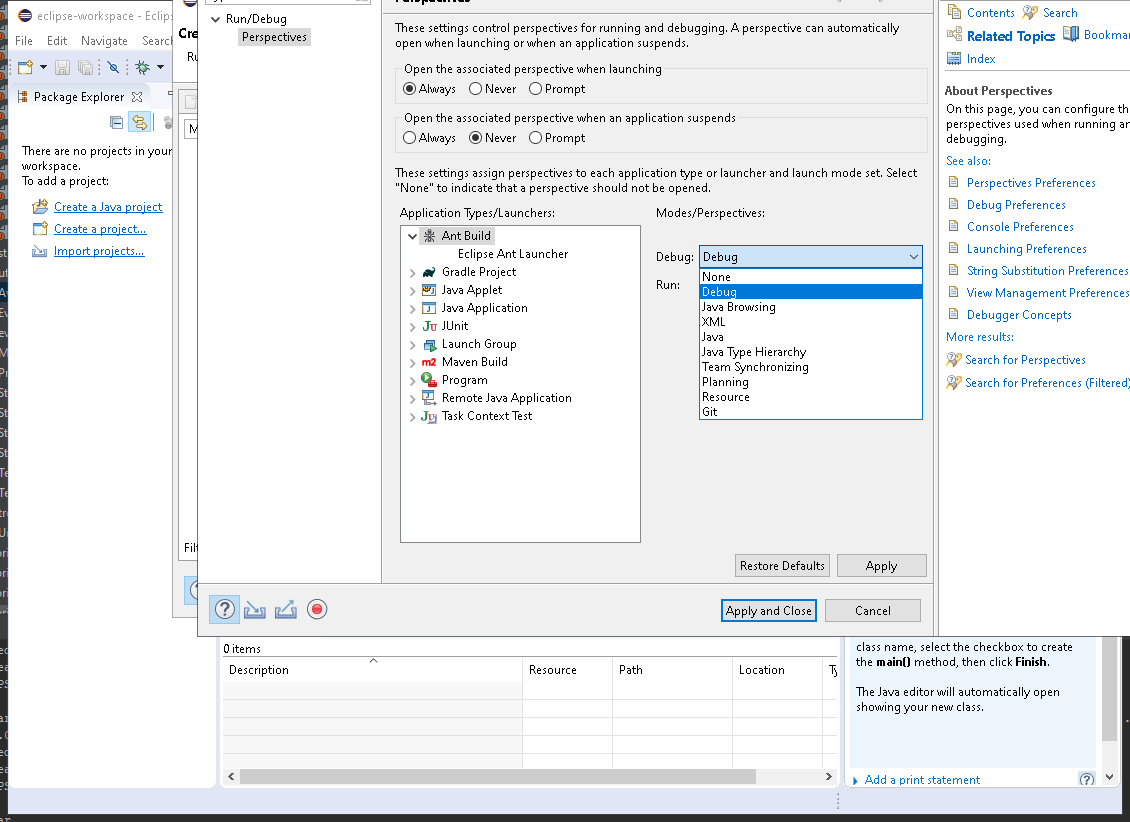 eclipse-workspace - Eclips
File Edit Navigate Search
Package Explorer
There are no projects in your
workspace.
To add a project:
Create a Java project
Create a project...
Import projects...
Cre
Ru
M
Filt
Run/Debug
Perspectives
Perspectives
These settings control perspectives for running and debugging. A perspective can automatically
open when launching or when an application suspends.
Open the associated perspective when launching
Always Never Prompt
Open the associated perspective when an application suspends
Always Never Prompt
These settings assign perspectives to each application type or launcher and launch mode set. Select
"None" to indicate that a perspective should not be opened.
Application Types/Launchers:
Ant Build
Eclipse Ant Launcher
Gradle Project
Java Applet
Java Application
JUnit
Launch Group
Maven Build
Program
Remote Java Application
Task Context Test
Modes/Perspectives:
Debug: Debug
Run:
None
Debug
Java Browsing
XML
Java
Java Type Hierarchy
Team Synchronizing
Planning
Resource
Git
Restore Defaults Apply
Apply and Close Cancel
Contents Search
Related Topics Bookmar
Index
About Perspectives
On this page, you can configure th
perspectives used when running an
debugging.
See also:
Perspectives Preferences
Debug Preferences
Console Preferences
Launching Preferences
String Substitution Preferences
View Management Preferences
Debugger Concepts
More results:
Search for Perspectives
Search for Preferences (Filtered)
0 items
Description Resource Path Location Ty
class name, select the checkbox to create
the main() method, then click Finish.
The Java editor will automatically open
showing your new class.
Add a print statement